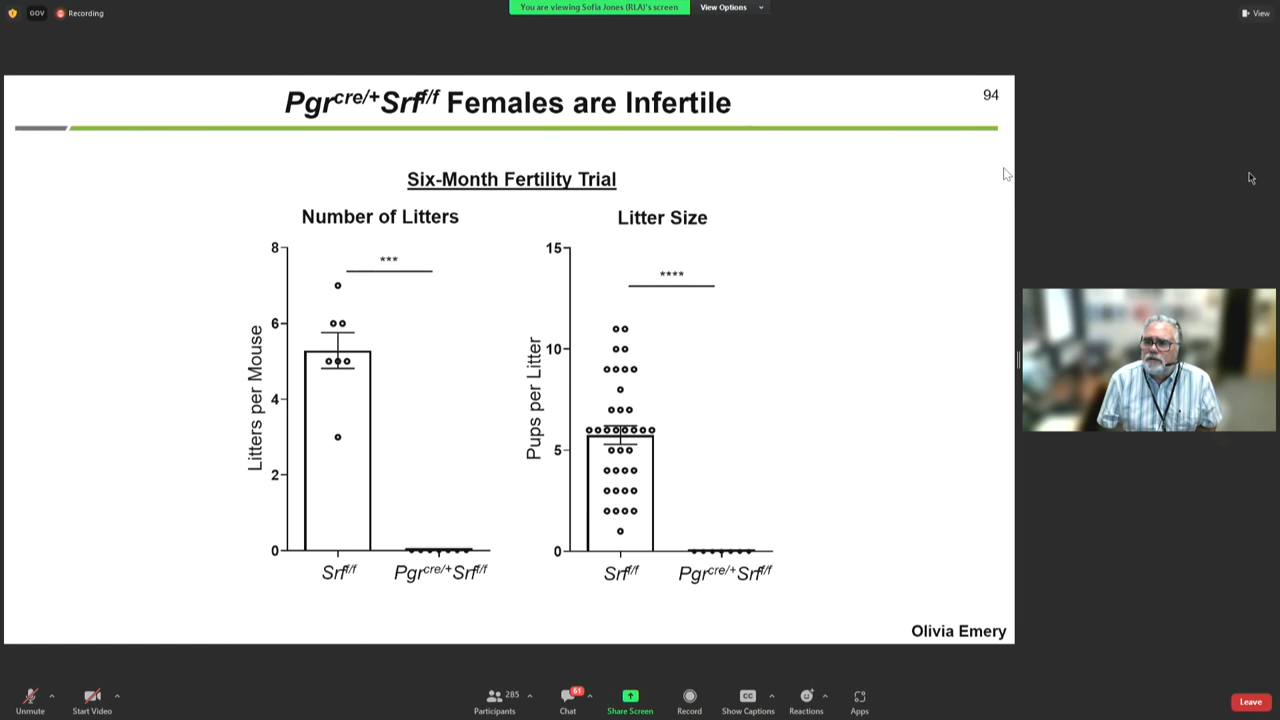 GOV
Recording
You are viewing Sofia Jones (RLA)'s screen
View Options
View
Pgrcre/+Srff/f Females are Infertile
94
Six-Month Fertility Trial
Number of Litters
Litter Size
8
6
4
2
0
Litters per Mouse
***
Srff/f
Pgrcre/+Srff/f
15
10
5
0
Pups per Litter
****
Srff/f
Pgrcre/+Srff/f
Olivia Emery
Unmute
Start Video
285
Participants
61
Chat
Share Screen
Record
CC
Show Captions
Reactions
Apps
Leave